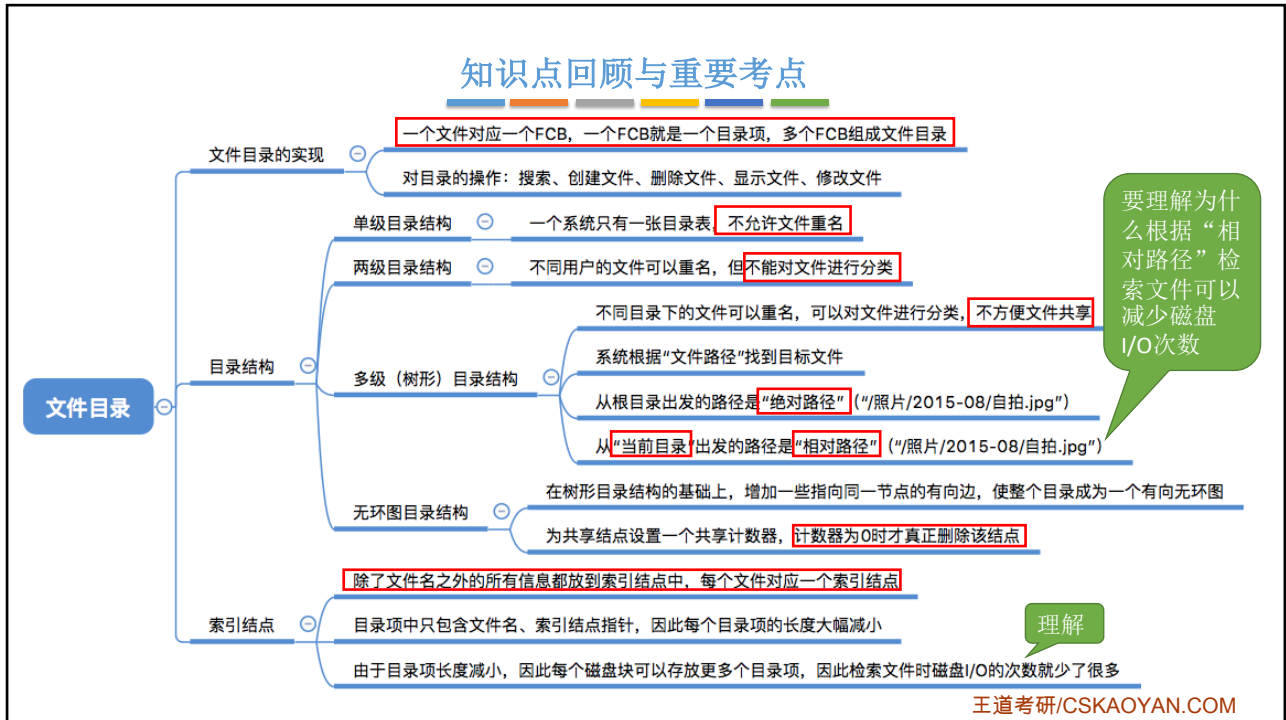 知识点回顾与重要考点
一个文件对应一个FCB，一个FCB就是一个目录项，多个FCB组成文件目录
文件目录的实现
对目录的操作：搜索、创建文件、删除文件、显示文件、修改文件
单级目录结构
一个系统只有一张目录表，不允许文件重名
两级目录结构
不同用户的文件可以重名，但不能对文件进行分类
不同目录下的文件可以重名，可以对文件进行分类，不方便文件共享
系统根据“文件路径”找到目标文件
目录结构
多级（树形）目录结构
文件目录
从根目录出发的路径是“绝对路径”（“/照片/2015-08/自拍.jpg”）
从“当前目录”出发的路径是“相对路径”（“/照片/2015-08/自拍.jpg”）
要理解为什
么根据“相
对路径”检
索文件可以
减少磁盘
I/O次数
在树形目录结构的基础上，增加一些指向同一节点的有向边，使整个目录成为一个有向无环图
无环图目录结构
为共享结点设置一个共享计数器，计数器为0时才真正删除该结点
除了文件名之外的所有信息都放到索引结点中，每个文件对应一个索引结点
索引结点
目录项中只包含文件名、索引结点指针，因此每个目录项的长度大幅减小
理解
由于目录项长度减小，因此每个磁盘块可以存放更多个目录项，因此检索文件时磁盘I/O的次数就少了很多
王道考研/CSKAOYAN.COM